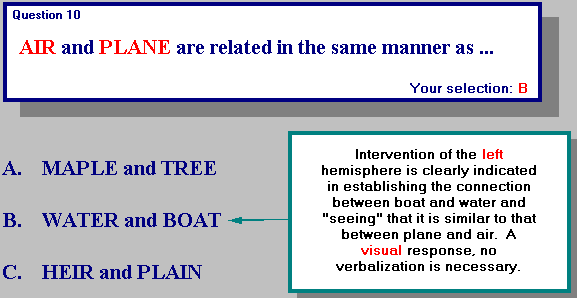 Question 10
AIR and PLANE are related in the same manner as ...
Your selection: B
A. MAPLE and TREE
B. WATER and BOAT
C. HEIR and PLAIN
Intervention of the left
hemisphere is clearly indicated
in establishing the connection
between boat and water and
"seeing" that it is similar to that
between plane and air. A
visual response, no
verbalization is necessary.